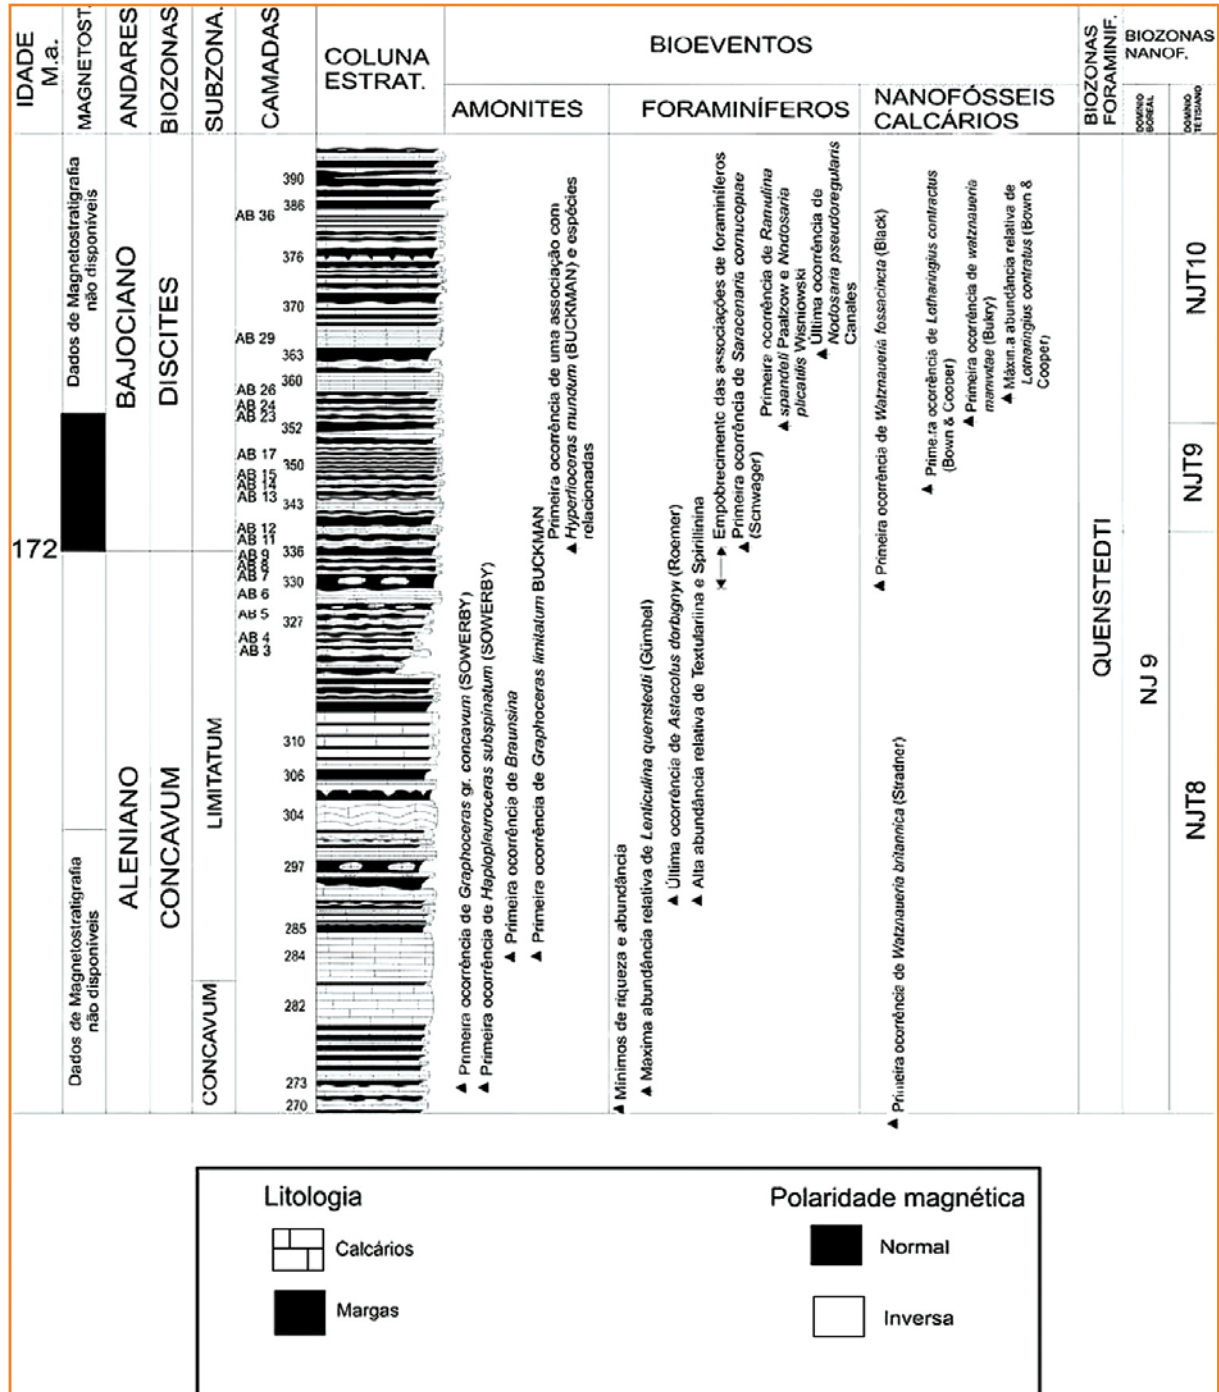 IDADE
M.a.
MAGNETOST.
ANDARES
BIOZONAS
SUBZONA.
CAMADAS
COLUNA
ESTRAT.
BIOEVENTOS
AMONITES
FORAMINÍFEROS
NANOFÓSSEIS
CALCÁRIOS
BIOZONAS
FORAMINIF.
BIOZONAS
NANOF.
DOMÍNIO
BOREAL
DOMÍNIO
TETISIANO
172
Dados de Magnetostratigrafia
não disponíveis
Dados de Magnetostratigrafia
não disponíveis
BAJOCIANO
ALENIANO
DISCITES
CONCAVUM
LIMITATUM
CONCAVUM
390
386
AB 36
376
370
AB 29
363
360
AB 26
AB 24
AB 23
352
AB 17
350
AB 15
AB 14
AB 13
343
AB 12
AB 11
336
AB 9
AB 8
AB 7
330
AB 6
AB 5
327
AB 4
AB 3
310
306
304
297
285
284
282
273
270
▲ Primeira ocorrência de Graphoceras gr. concavum (SOWERBY)
▲ Primeira ocorrência de Haplopleuroceras subspinatum (SOWERBY)
▲ Primeira ocorrência de Braunsina
▲ Primeira ocorrência de Graphoceras limitatum BUCKMAN
Primeira ocorrência de uma associação com
▲ Hyperlioceras mundum (BUCKMAN) e espécies
relacionadas
▲ Mínimos de riqueza e abundância
▲ Máxima abundância relativa de Lenticulina quenstedti (Gümbel)
▲ Última ocorrência de Astacolus dorbignyi (Roemer)
▲ Alta abundância relativa de Textulariina e Spirillinina
Empobrecimento das associações de foraminíferos
▲ Primeira ocorrência de Saracenaria cornucopiae
(Schwager)
Primeira ocorrência de Ramulina
▲ spandeli Paalzow e Nodosaria
plicatilis Wisniowski
▲ Última ocorrência de
Nodosaria pseudoregularis
Canales
▲ Primeira ocorrência de Watznaueria britannica (Stradner)
▲ Primeira ocorrência de Watznaueria fossacincta (Black)
▲ Primeira ocorrência de Lotharingius contractus
(Bown & Cooper)
▲ Primeira ocorrência de watznaueria
manivitae (Bukry)
▲ Máxima abundância relativa de
Lotharingius contratus (Bown &
Cooper)
QUENSTEDTI
NJ 9
NJT10
NJT9
NJT8
Litologia
Calcários
Margas
Polaridade magnética
Normal
Inversa